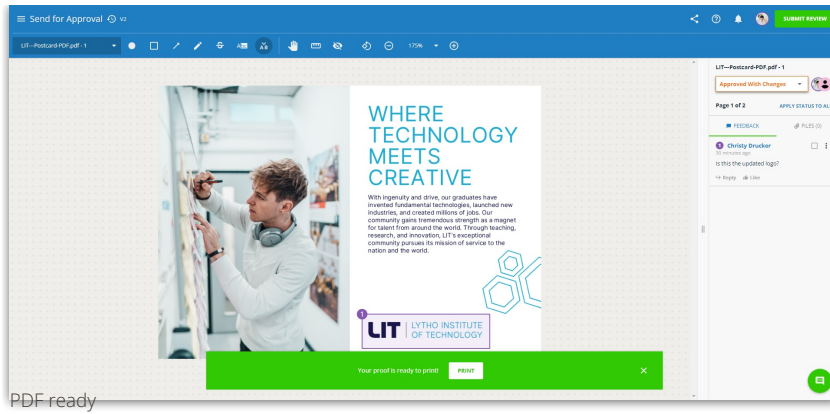 Send for Approval V2
SUBMIT REVIEW
LIT---Postcard-PDF.pdf - 1
175%
LIT---Postcard-PDF.pdf - 1
Approved With Changes
Page 1 of 2
APPLY STATUS TO AL
FEEDBACK
FILES (0)
1 Christy Drucker
30 minutes ago
Is this the updated logo?
Reply Like
WHERE
TECHNOLOGY
MEETS
CREATIVE
With ingenuity and drive, our graduates have
invented fundamental technologies, launched new
industries, and created millions of jobs. Our
community gains tremendous strength as a magnet
for talent from around the world. Through teaching,
research, and innovation, LIT's exceptional
community pursues its mission of service to the
nation and the world.
1
LIT LYTHO INSTITUTE
OF TECHNOLOGY
Your proof is ready to print! PRINT
PDF ready